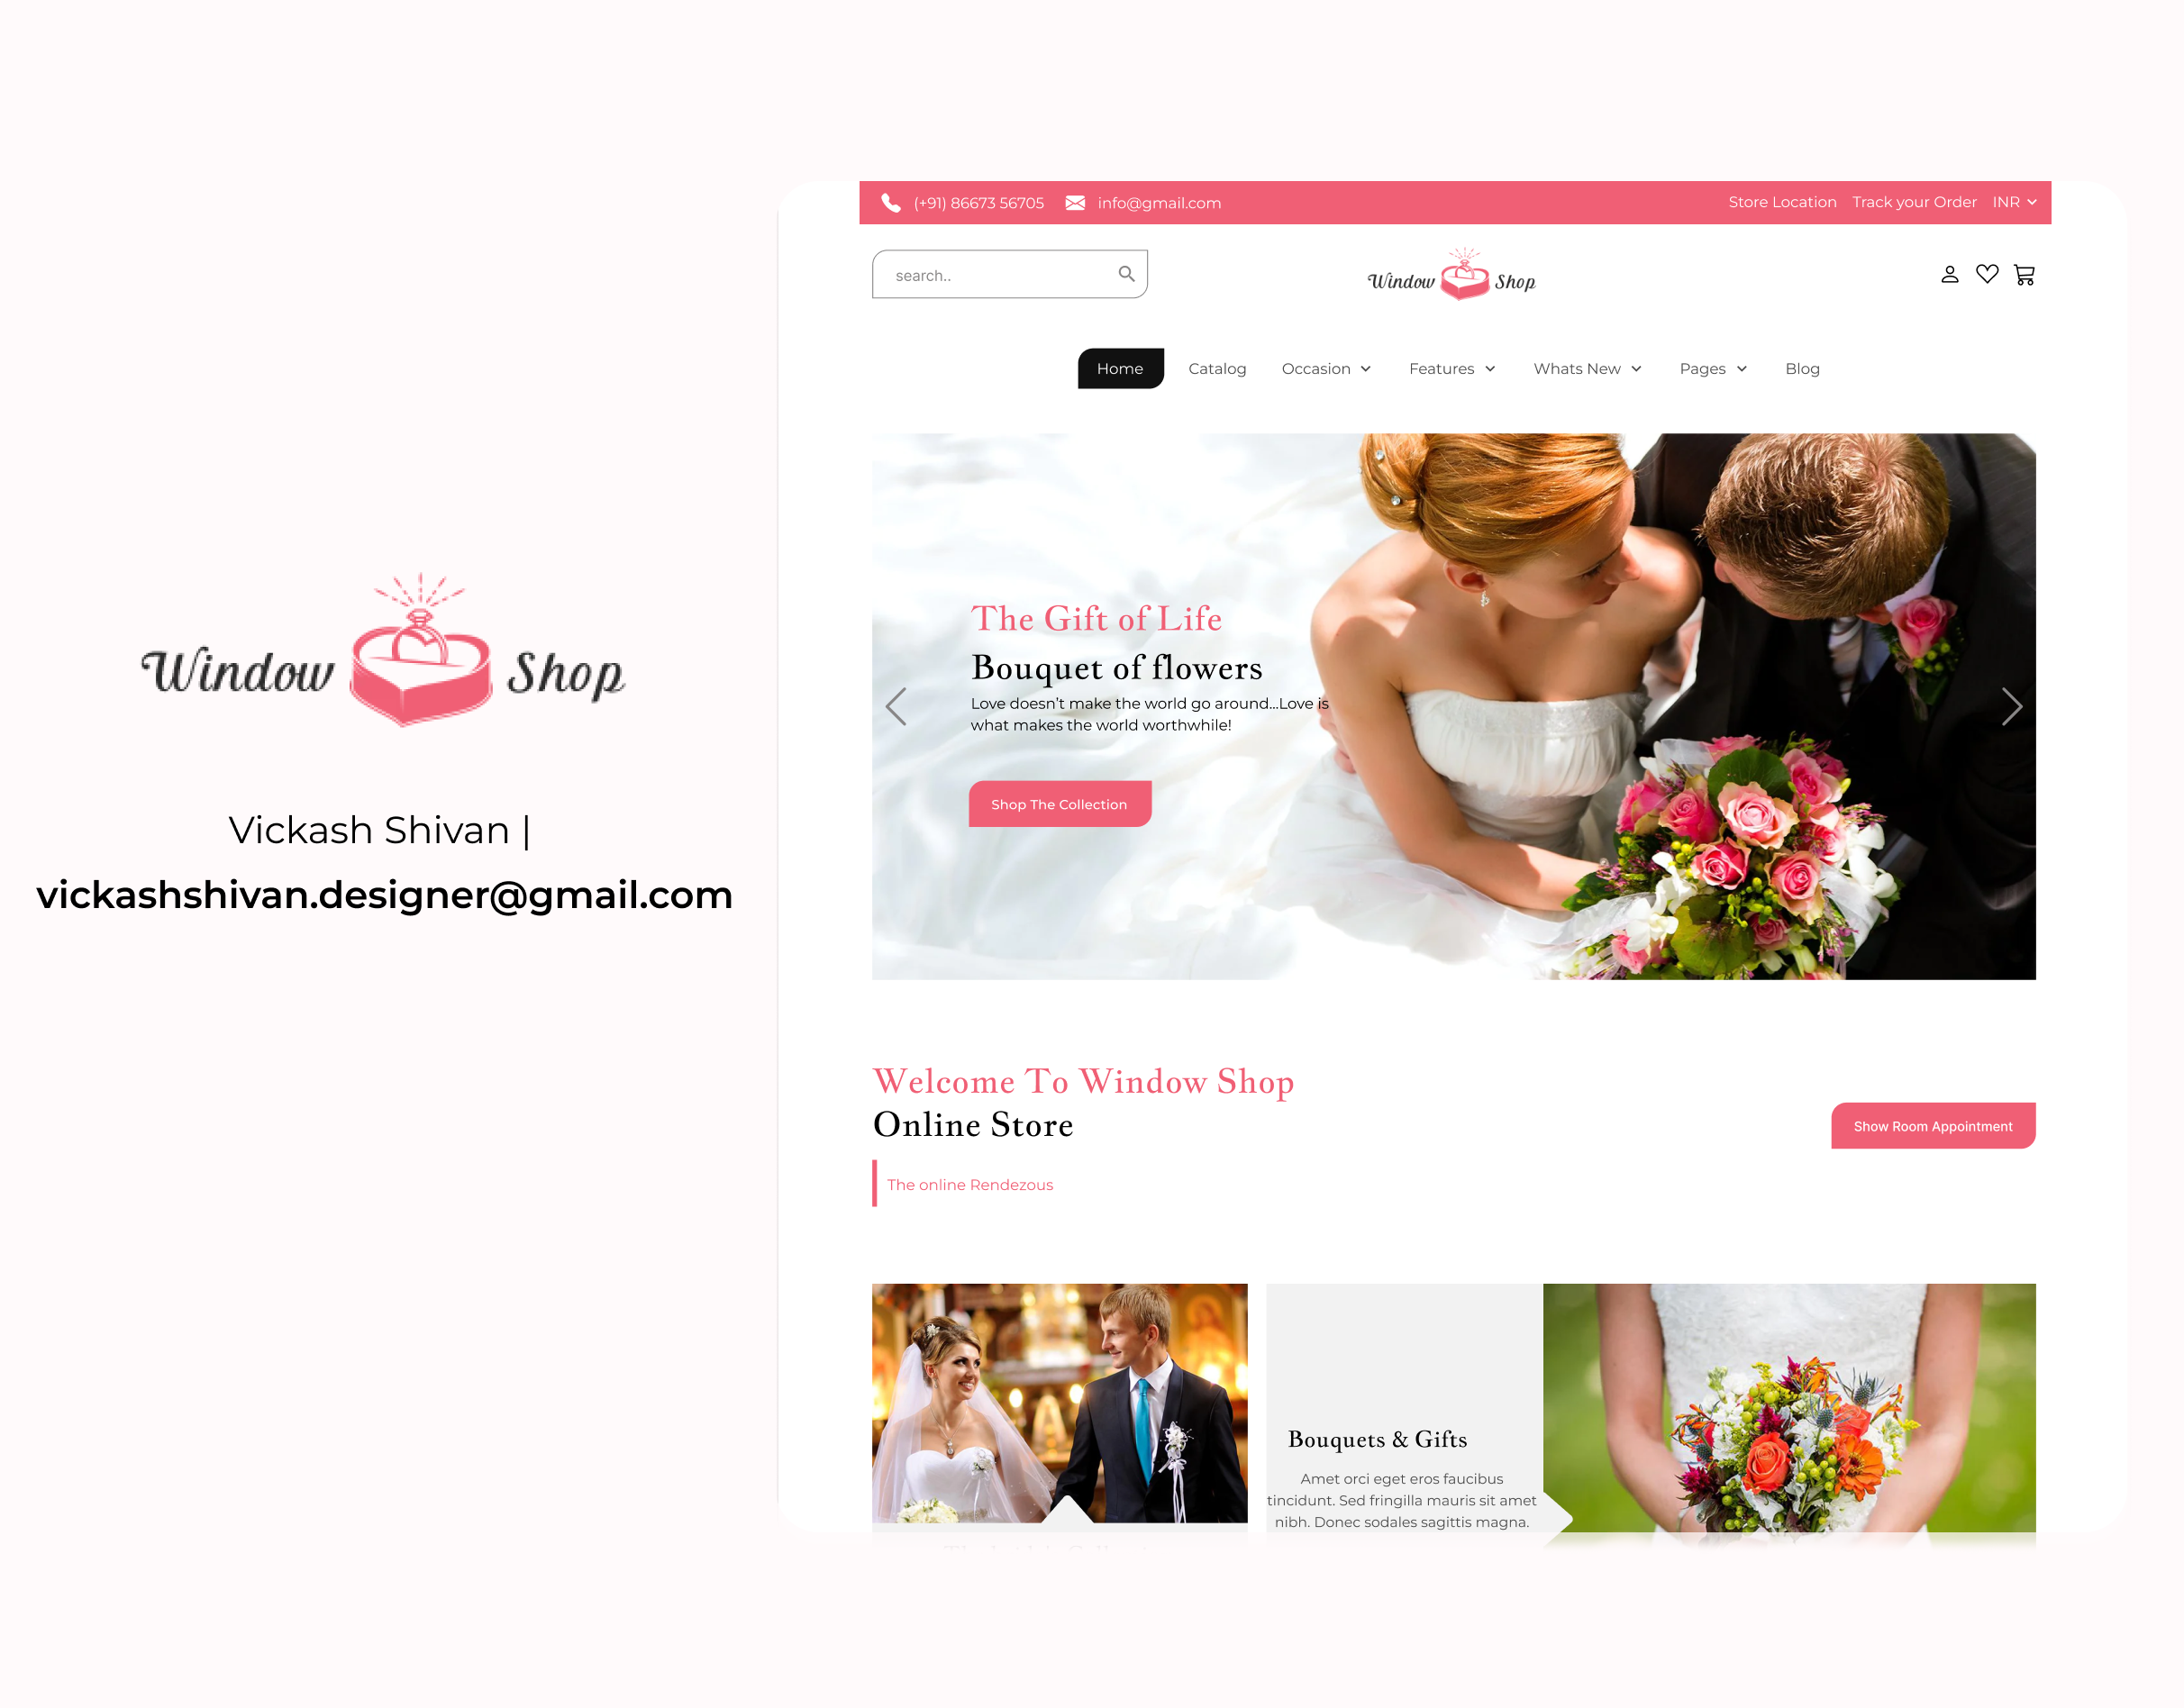 Window Shop
Vickash Shivan |
vickashshivan.designer@gmail.com
(+91) 86673 56705 info@gmail.com Store Location Track your Order INR
search..
Window Shop
Home Catalog Occasion Features Whats New Pages Blog
The Gift of Life
Bouquet of flowers
Love doesn't make the world go around...Love is
what makes the world worthwhile!
Shop The Collection
Welcome To Window Shop
Online Store
Show Room Appointment
The online Rendezous
Bouquets & Gifts
Amet orci eget eros faucibus
tincidunt. Sed fringilla mauris sit amet
nibh. Donec sodales sagittis magna.